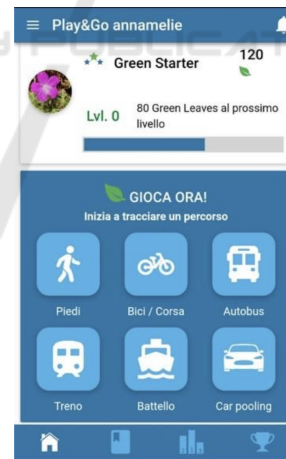 Play&Go annamelie
Green Starter
120
Lvl. 0
80 Green Leaves al prossimo
livello
GIOCA ORA!
Inizia a tracciare un percorso
Piedi
Bici / Corsa
Autobus
Treno
Battello
Car pooling